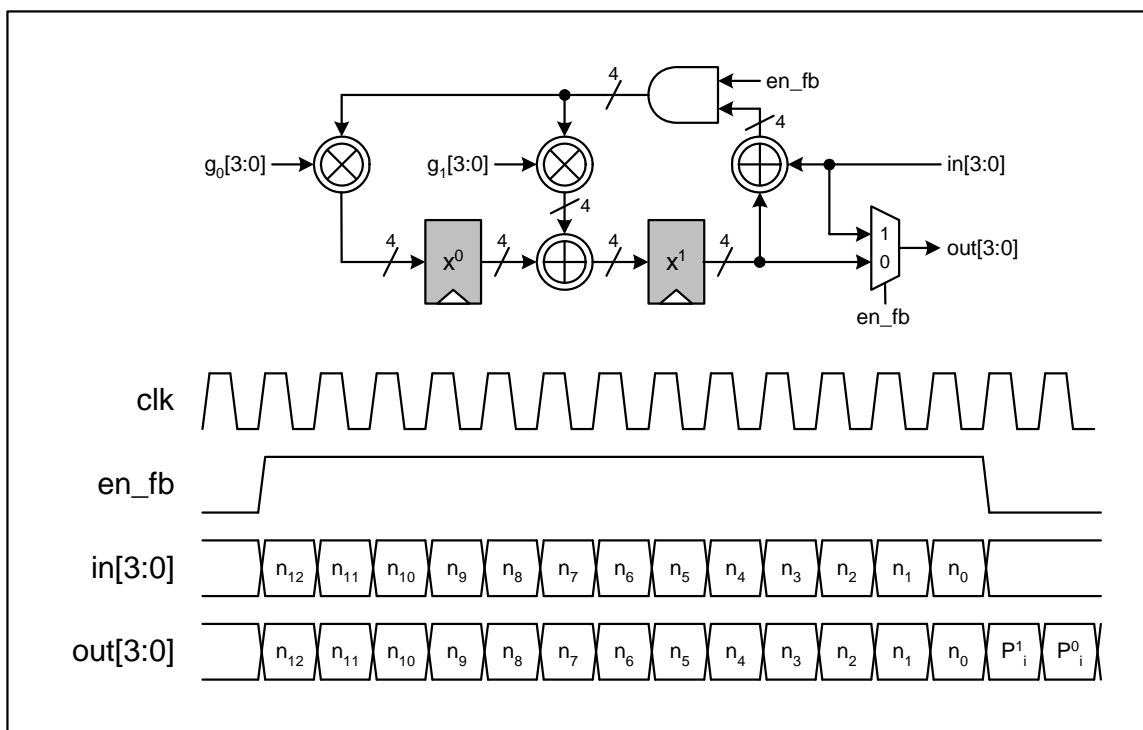 4 en_fb
4
g₀[3:0] g₁[3:0] in[3:0]
4
4 4 4 4 1
x⁰ x¹ 0 out[3:0]
en_fb
clk
en_fb
in[3:0] n₁₂ n₁₁ n₁₀ n₉ n₈ n₇ n₆ n₅ n₄ n₃ n₂ n₁ n₀
out[3:0] n₁₂ n₁₁ n₁₀ n₉ n₈ n₇ n₆ n₅ n₄ n₃ n₂ n₁ n₀ P¹ᵢ P⁰ᵢ